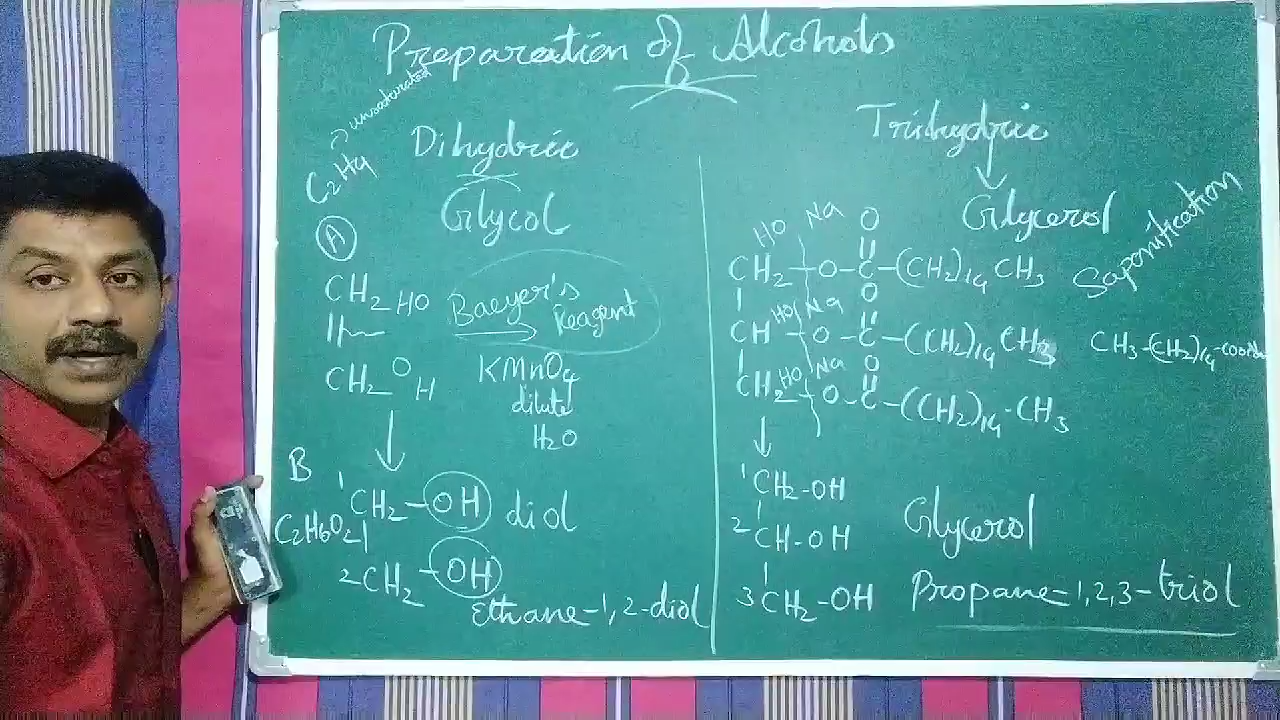 Preparation of Alcohols
C2H4 → unsaturated
Dihydric
Glycol
A
CH2 HO
||
CH2 O H
Baeyer's Reagent
KMnO4
dilute
H2O
B
1 CH2-OH diol
C2H6O2 |
2 CH2-OH
Ethane-1,2-diol
Trihydric
↓
Glycerol
Saponification
HO Na O
CH2-O-C-(CH2)14 CH3
| HO Na O
CH-O-C-(CH2)14 CH3
CH3-(CH2)14-COONa
| HO Na O
CH2-O-C-(CH2)14-CH3
↓
1 CH2-OH
|
2 CH-OH
|
3 CH2-OH
Glycerol
Propane-1,2,3-triol